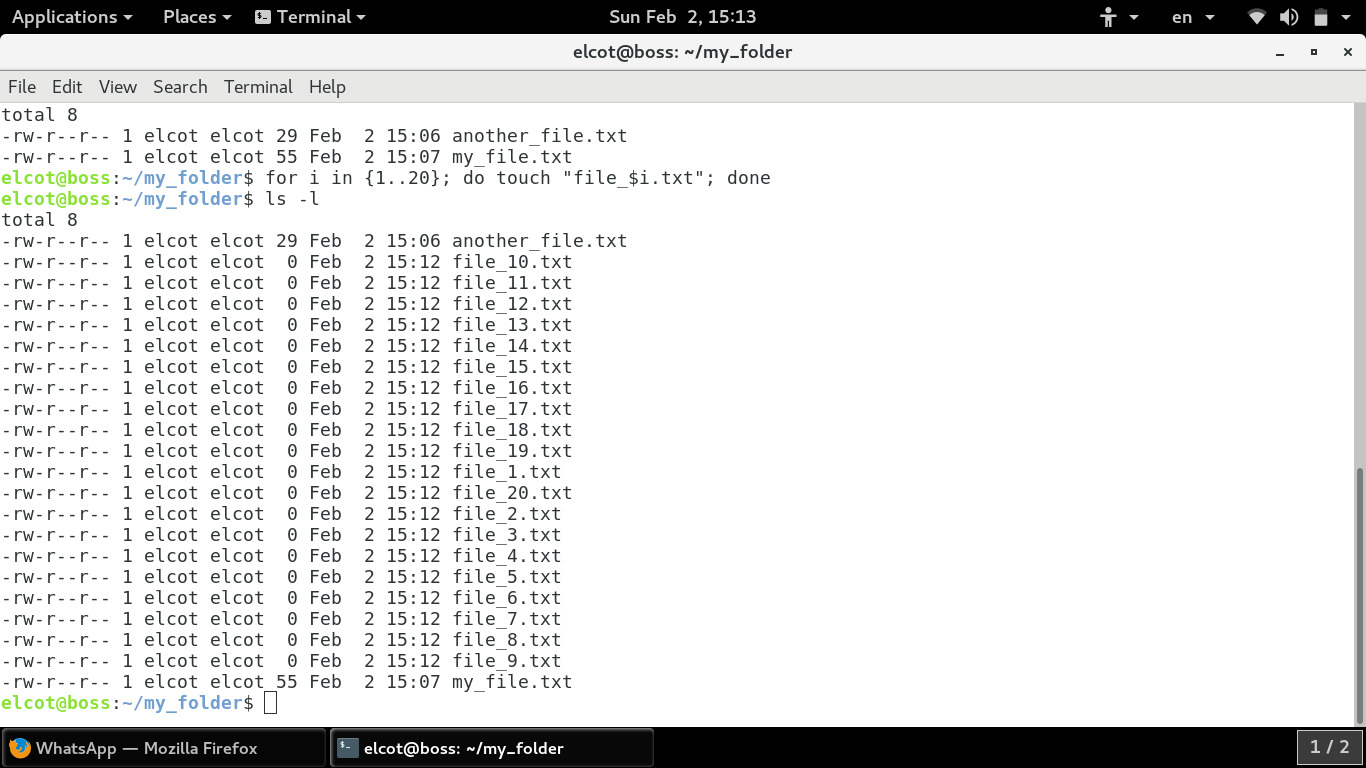 Applications Places Terminal Sun Feb  2, 15:13 en
elcot@boss: ~/my_folder
File Edit View Search Terminal Help
total 8
-rw-r--r-- 1 elcot elcot 29 Feb  2 15:06 another_file.txt
-rw-r--r-- 1 elcot elcot 55 Feb  2 15:07 my_file.txt
elcot@boss:~/my_folder$ for i in {1..20}; do touch "file_$i.txt"; done
elcot@boss:~/my_folder$ ls -l
total 8
-rw-r--r-- 1 elcot elcot 29 Feb  2 15:06 another_file.txt
-rw-r--r-- 1 elcot elcot  0 Feb  2 15:12 file_10.txt
-rw-r--r-- 1 elcot elcot  0 Feb  2 15:12 file_11.txt
-rw-r--r-- 1 elcot elcot  0 Feb  2 15:12 file_12.txt
-rw-r--r-- 1 elcot elcot  0 Feb  2 15:12 file_13.txt
-rw-r--r-- 1 elcot elcot  0 Feb  2 15:12 file_14.txt
-rw-r--r-- 1 elcot elcot  0 Feb  2 15:12 file_15.txt
-rw-r--r-- 1 elcot elcot  0 Feb  2 15:12 file_16.txt
-rw-r--r-- 1 elcot elcot  0 Feb  2 15:12 file_17.txt
-rw-r--r-- 1 elcot elcot  0 Feb  2 15:12 file_18.txt
-rw-r--r-- 1 elcot elcot  0 Feb  2 15:12 file_19.txt
-rw-r--r-- 1 elcot elcot  0 Feb  2 15:12 file_1.txt
-rw-r--r-- 1 elcot elcot  0 Feb  2 15:12 file_20.txt
-rw-r--r-- 1 elcot elcot  0 Feb  2 15:12 file_2.txt
-rw-r--r-- 1 elcot elcot  0 Feb  2 15:12 file_3.txt
-rw-r--r-- 1 elcot elcot  0 Feb  2 15:12 file_4.txt
-rw-r--r-- 1 elcot elcot  0 Feb  2 15:12 file_5.txt
-rw-r--r-- 1 elcot elcot  0 Feb  2 15:12 file_6.txt
-rw-r--r-- 1 elcot elcot  0 Feb  2 15:12 file_7.txt
-rw-r--r-- 1 elcot elcot  0 Feb  2 15:12 file_8.txt
-rw-r--r-- 1 elcot elcot  0 Feb  2 15:12 file_9.txt
-rw-r--r-- 1 elcot elcot 55 Feb  2 15:07 my_file.txt
elcot@boss:~/my_folder$
WhatsApp — Mozilla Firefox elcot@boss: ~/my_folder 1 / 2